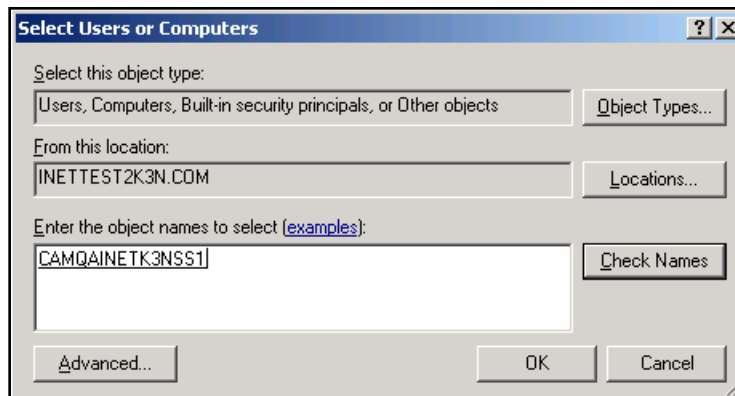 Select Users or Computers
Select this object type:
Users, Computers, Built-in security principals, or Other objects
Object Types...
From this location:
INETTEST2K3N.COM
Locations...
Enter the object names to select (examples):
CAMQAINETK3NSS1
Check Names
Advanced...
OK
Cancel